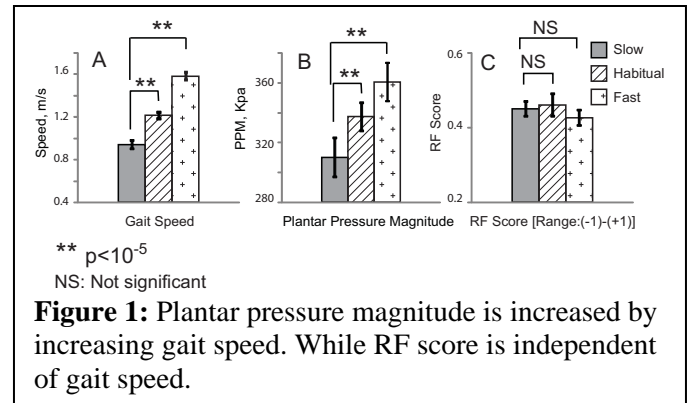 **
**
A
**
Speed, m/s
1.6
1.2
0.8
0.4
Gait Speed
**
**
B
PPM, Kpa
360
320
280
Plantar Pressure Magnitude
NS
NS
C
RF Score
0.6
0.4
0.2
RF Score [Range:(-1)-(+1)]
Slow
Habitual
Fast
** p<10-5
NS: Not significant
Figure 1: Plantar pressure magnitude is increased by
increasing gait speed. While RF score is independent
of gait speed.